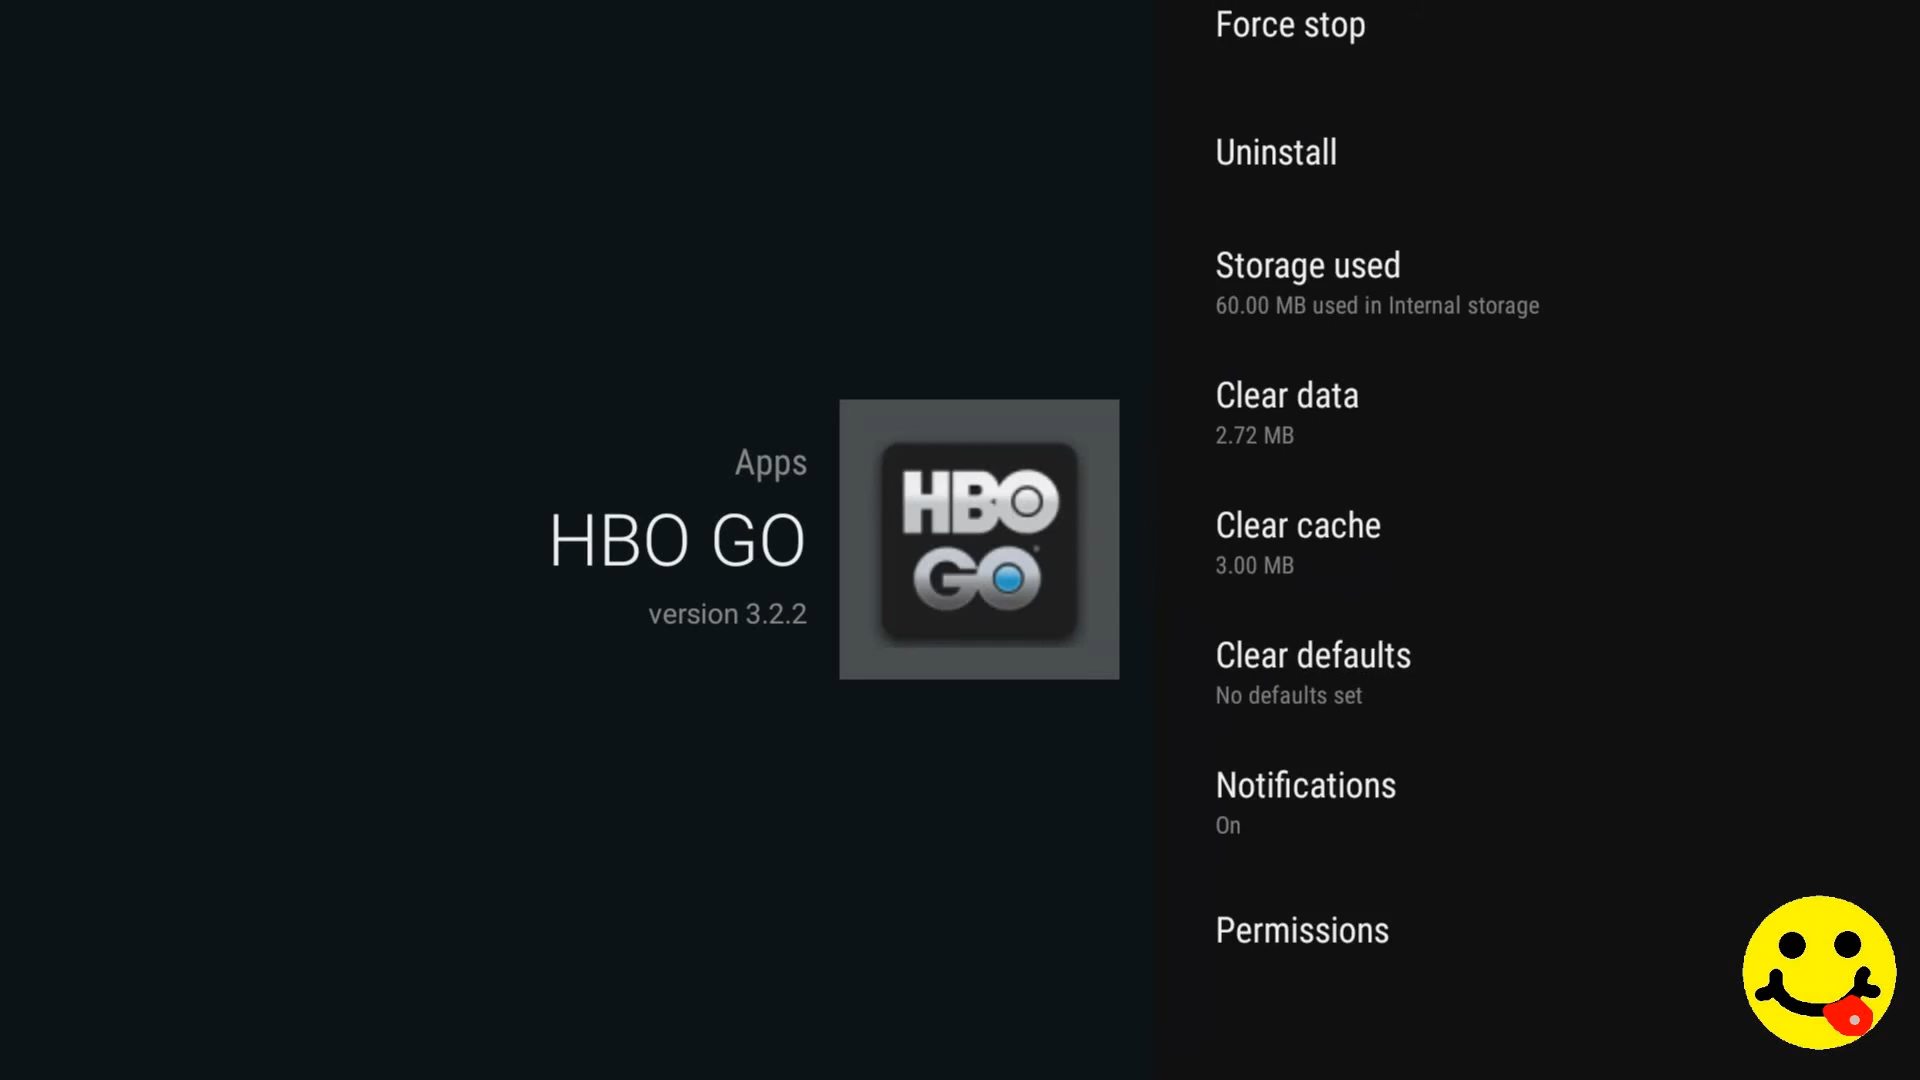 Apps
HBO GO
version 3.2.2
HBO
GO
Force stop
Uninstall
Storage used
60.00 MB used in Internal storage
Clear data
2.72 MB
Clear cache
3.00 MB
Clear defaults
No defaults set
Notifications
On
Permissions